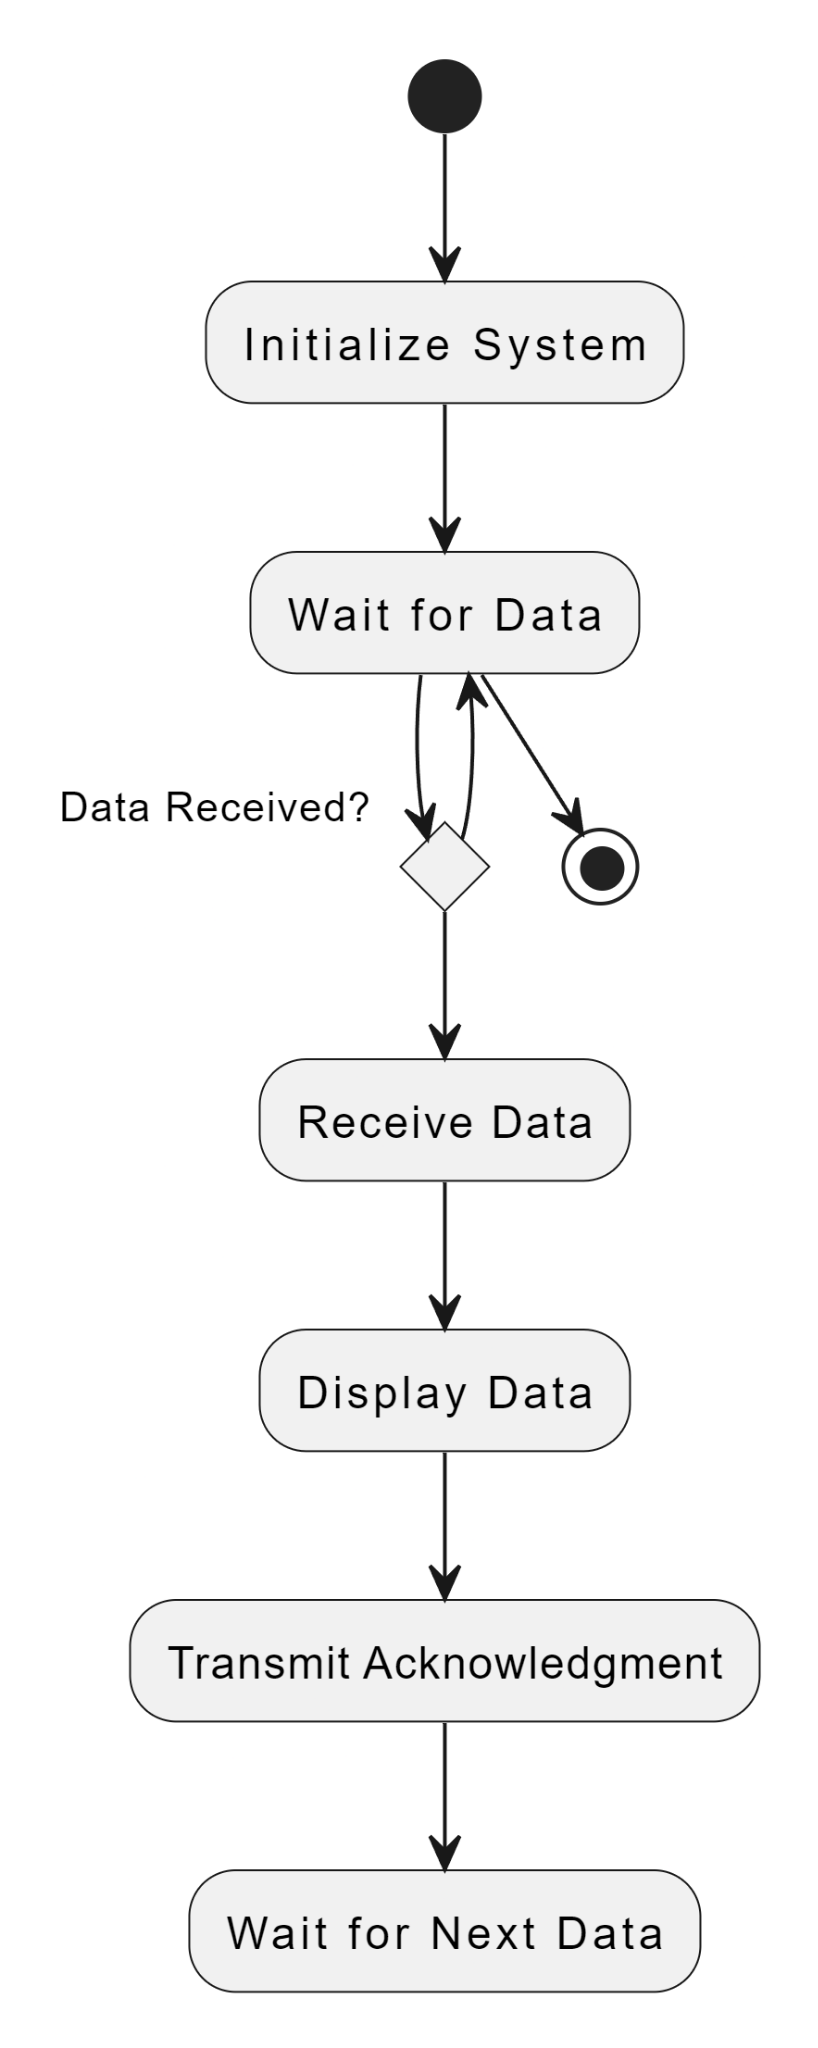 Initialize System
Wait for Data
Data Received?
Receive Data
Display Data
Transmit Acknowledgment
Wait for Next Data